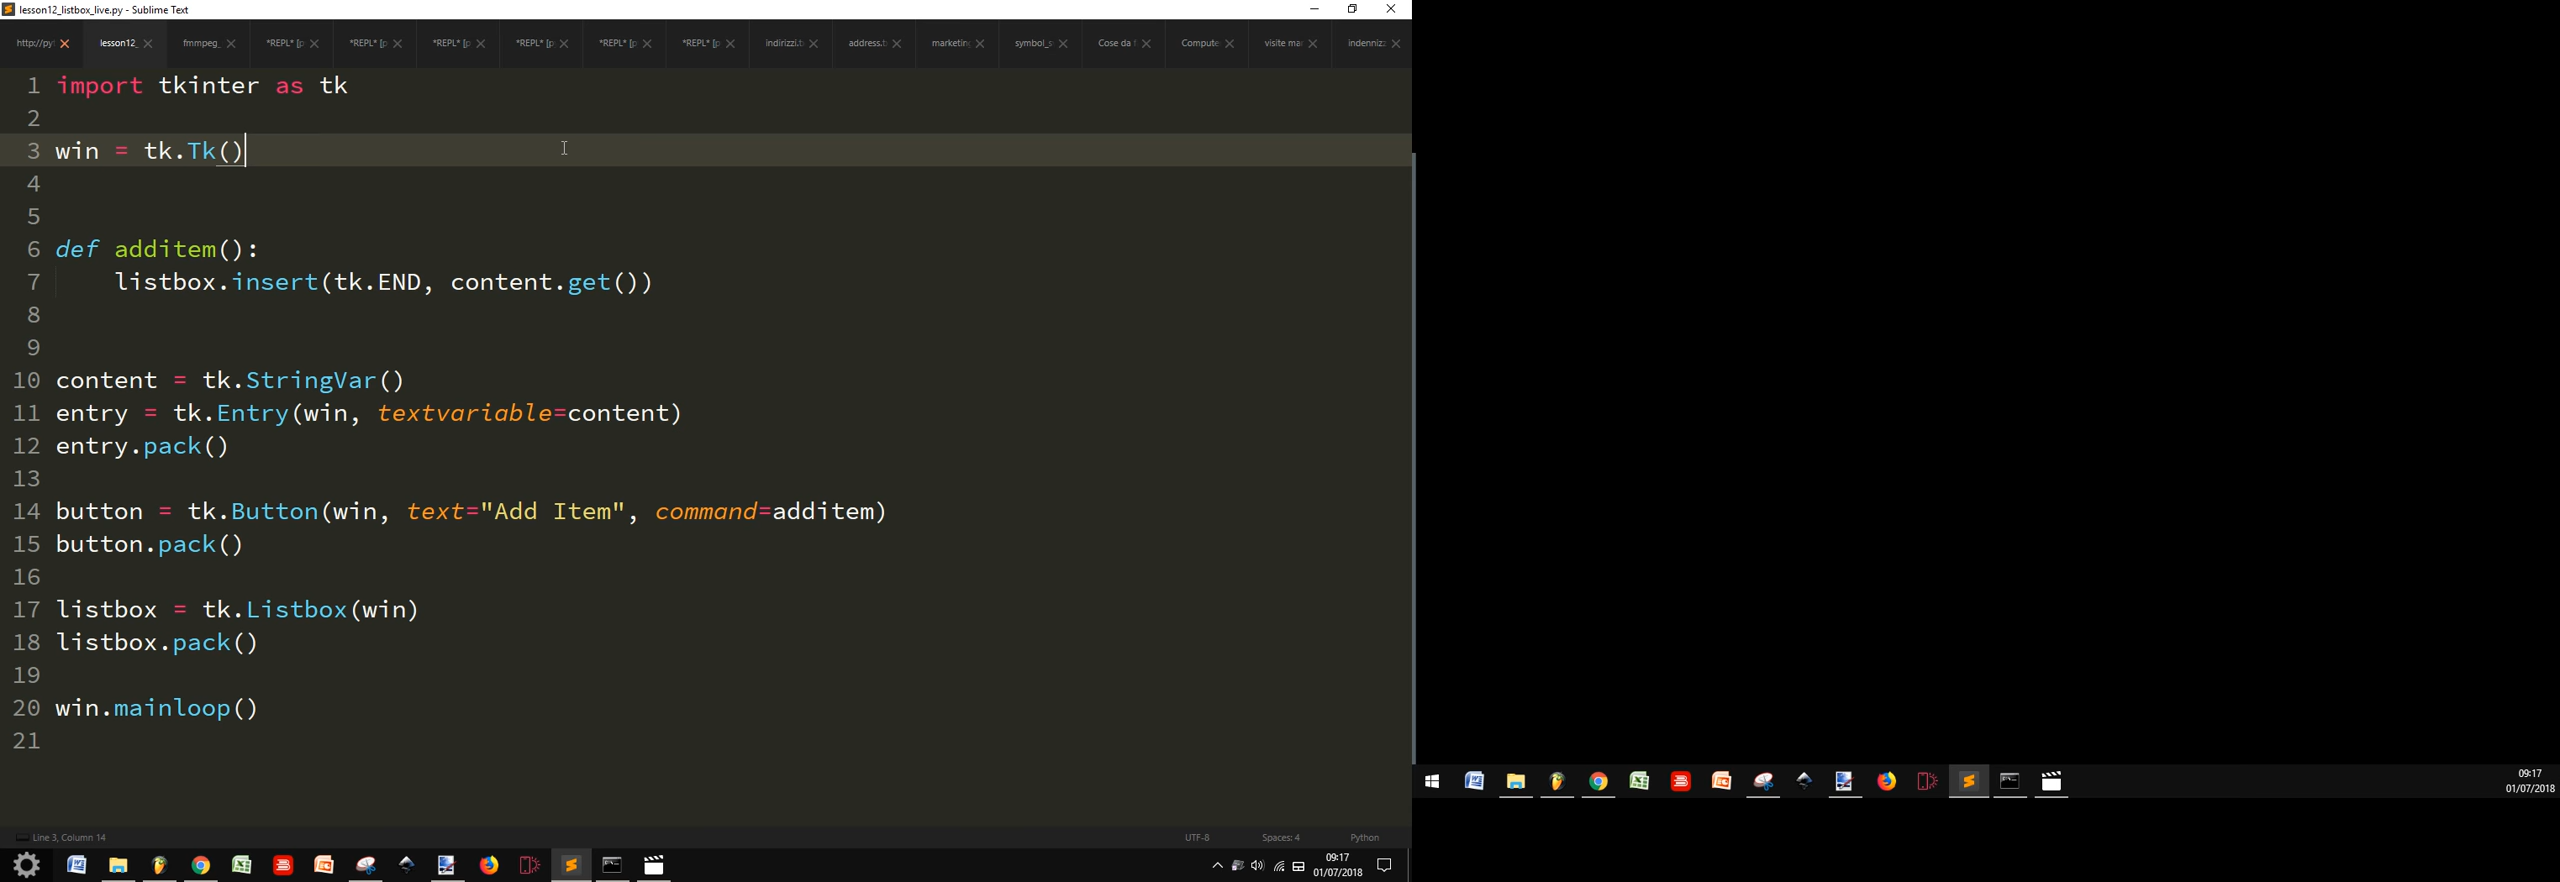 lesson12_listbox_live.py - Sublime Text
http://py
lesson12_
fmmpeg_
*REPL* [p
*REPL* [p
*REPL* [p
*REPL* [p
*REPL* [p
*REPL* [p
indirizzi.t
address.t
marketing
symbol_s
Cose da f
Compute
visite ma
indennizz
1 import tkinter as tk
2
3 win = tk.Tk()
4
5
6 def additem():
7 listbox.insert(tk.END, content.get())
8
9
10 content = tk.StringVar()
11 entry = tk.Entry(win, textvariable=content)
12 entry.pack()
13
14 button = tk.Button(win, text="Add Item", command=additem)
15 button.pack()
16
17 listbox = tk.Listbox(win)
18 listbox.pack()
19
20 win.mainloop()
21
Line 3, Column 14
UTF-8
Spaces: 4
Python
09:17
01/07/2018
09:17
01/07/2018